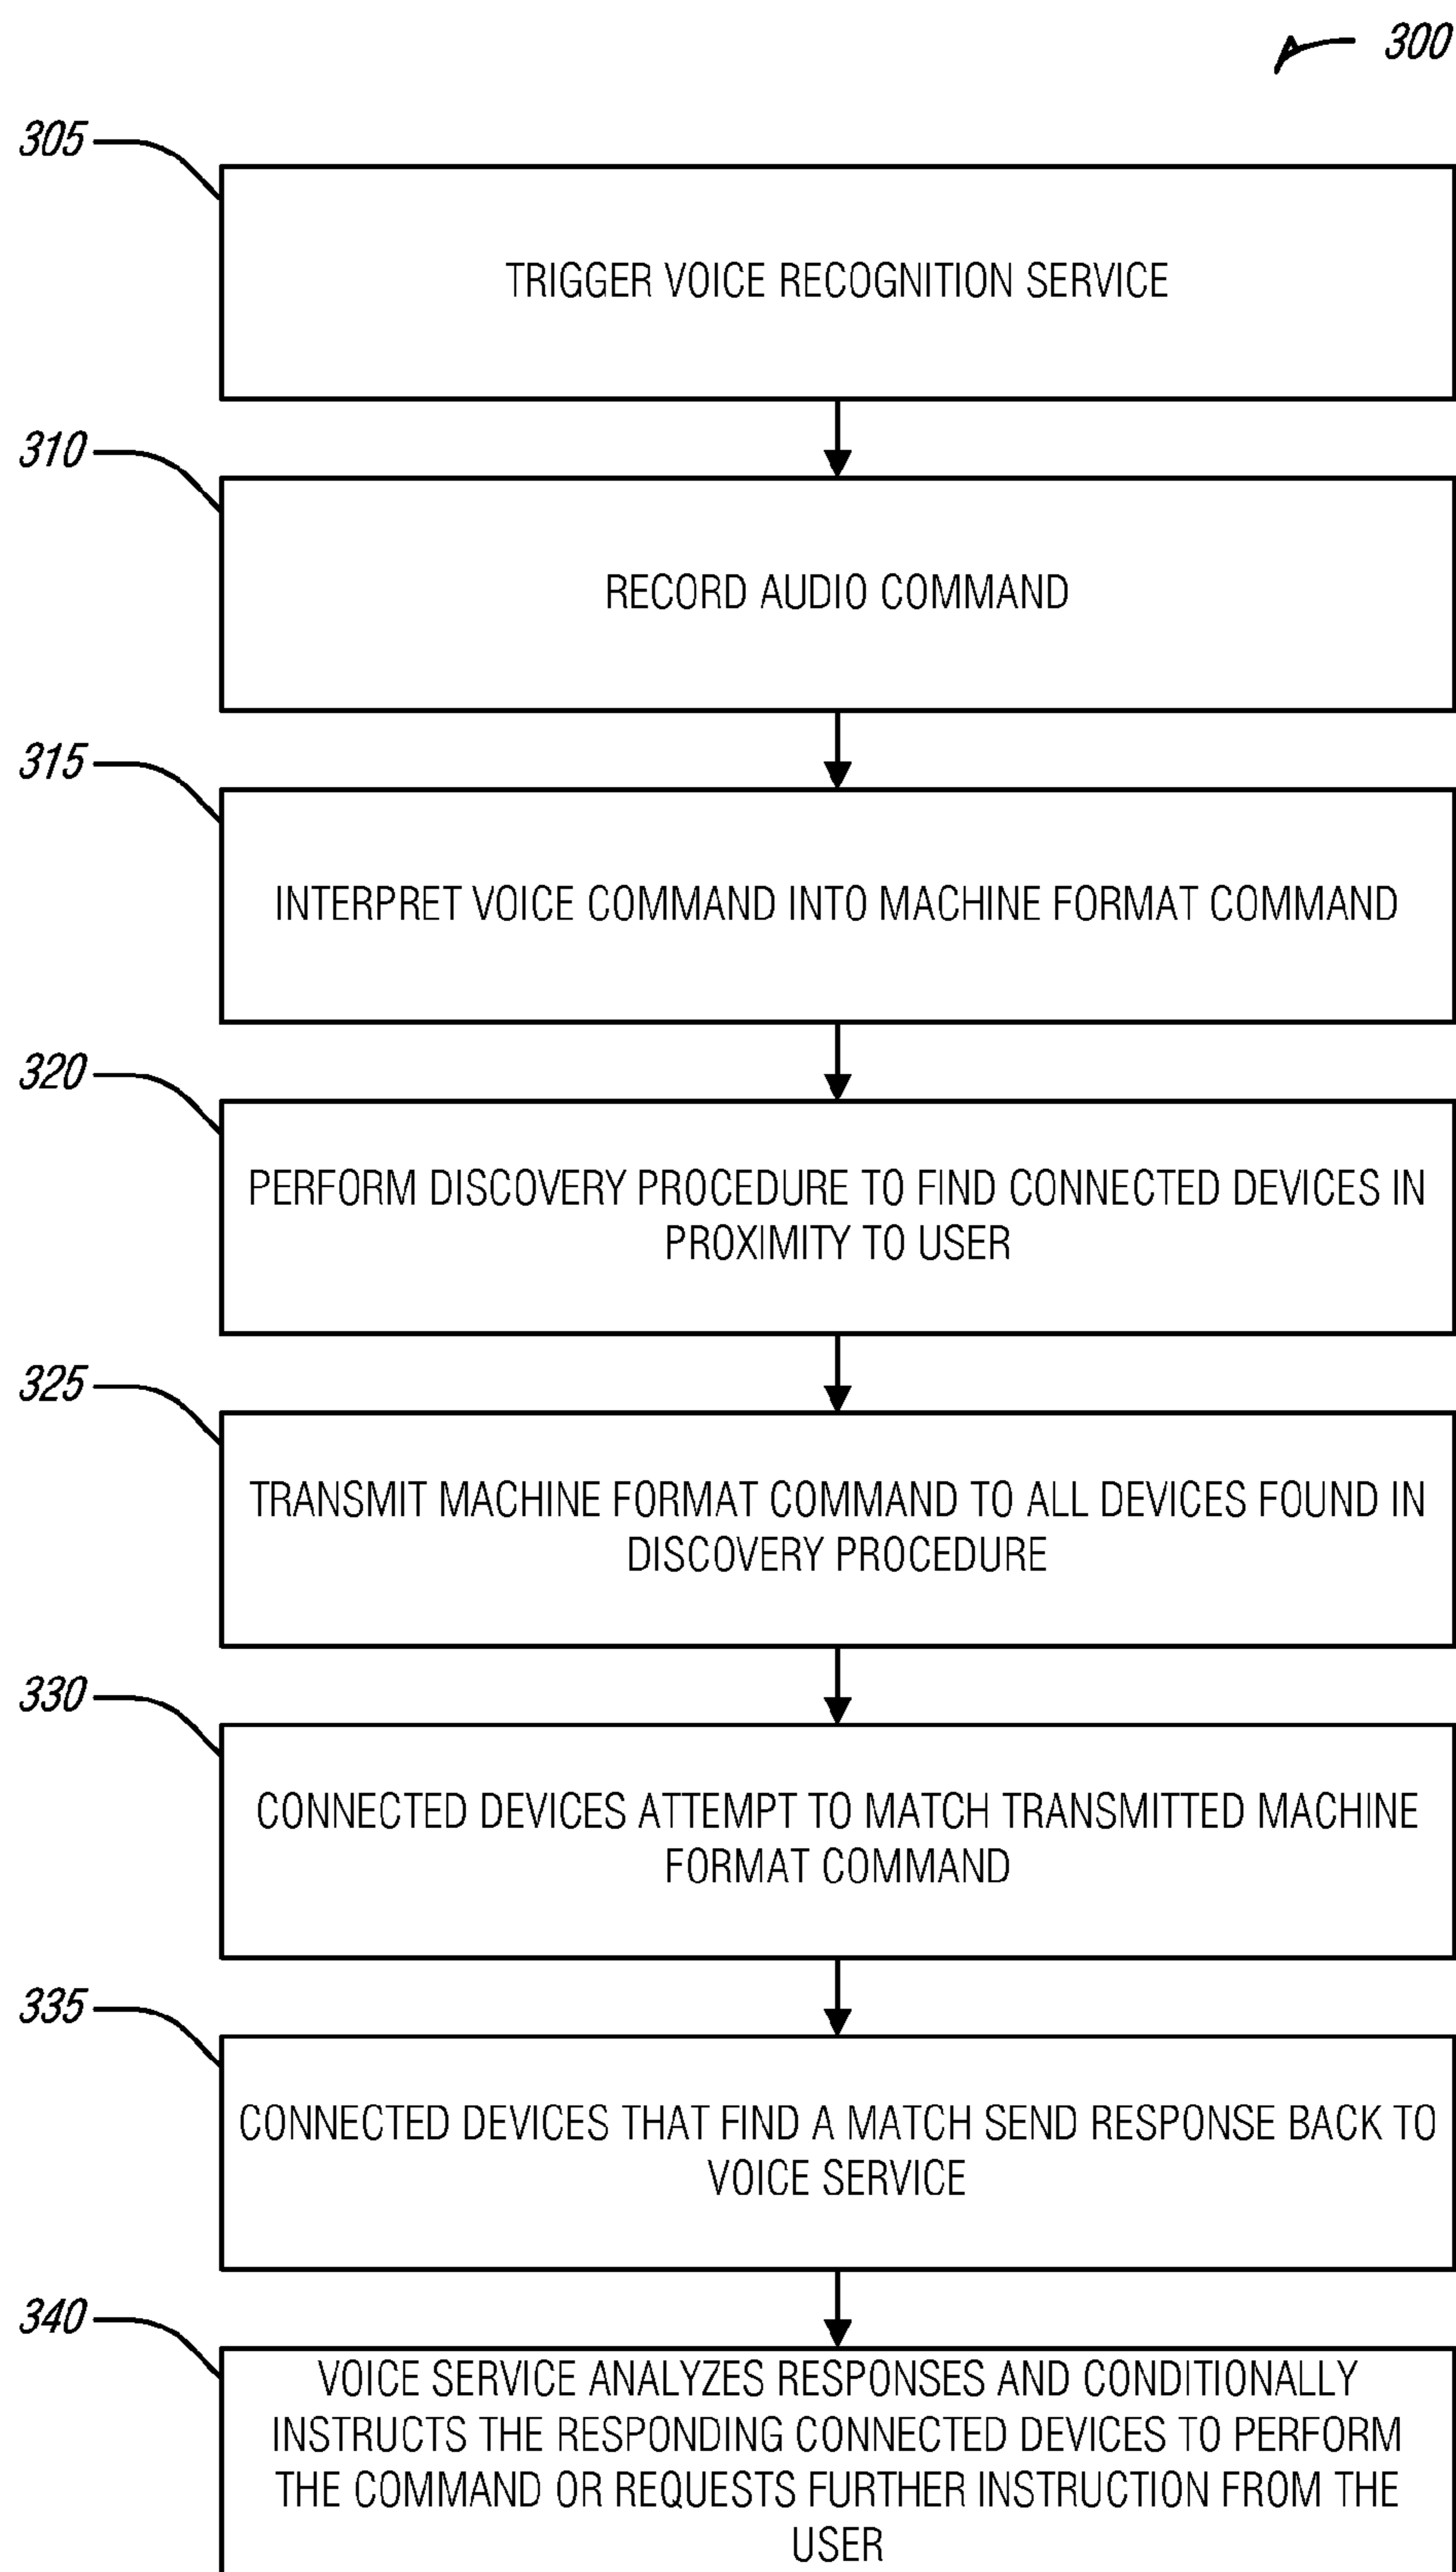 300
305
TRIGGER VOICE RECOGNITION SERVICE
310
RECORD AUDIO COMMAND
315
INTERPRET VOICE COMMAND INTO MACHINE FORMAT COMMAND
320
PERFORM DISCOVERY PROCEDURE TO FIND CONNECTED DEVICES IN
PROXIMITY TO USER
325
TRANSMIT MACHINE FORMAT COMMAND TO ALL DEVICES FOUND IN
DISCOVERY PROCEDURE
330
CONNECTED DEVICES ATTEMPT TO MATCH TRANSMITTED MACHINE
FORMAT COMMAND
335
CONNECTED DEVICES THAT FIND A MATCH SEND RESPONSE BACK TO
VOICE SERVICE
340
VOICE SERVICE ANALYZES RESPONSES AND CONDITIONALLY
INSTRUCTS THE RESPONDING CONNECTED DEVICES TO PERFORM
THE COMMAND OR REQUESTS FURTHER INSTRUCTION FROM THE
USER